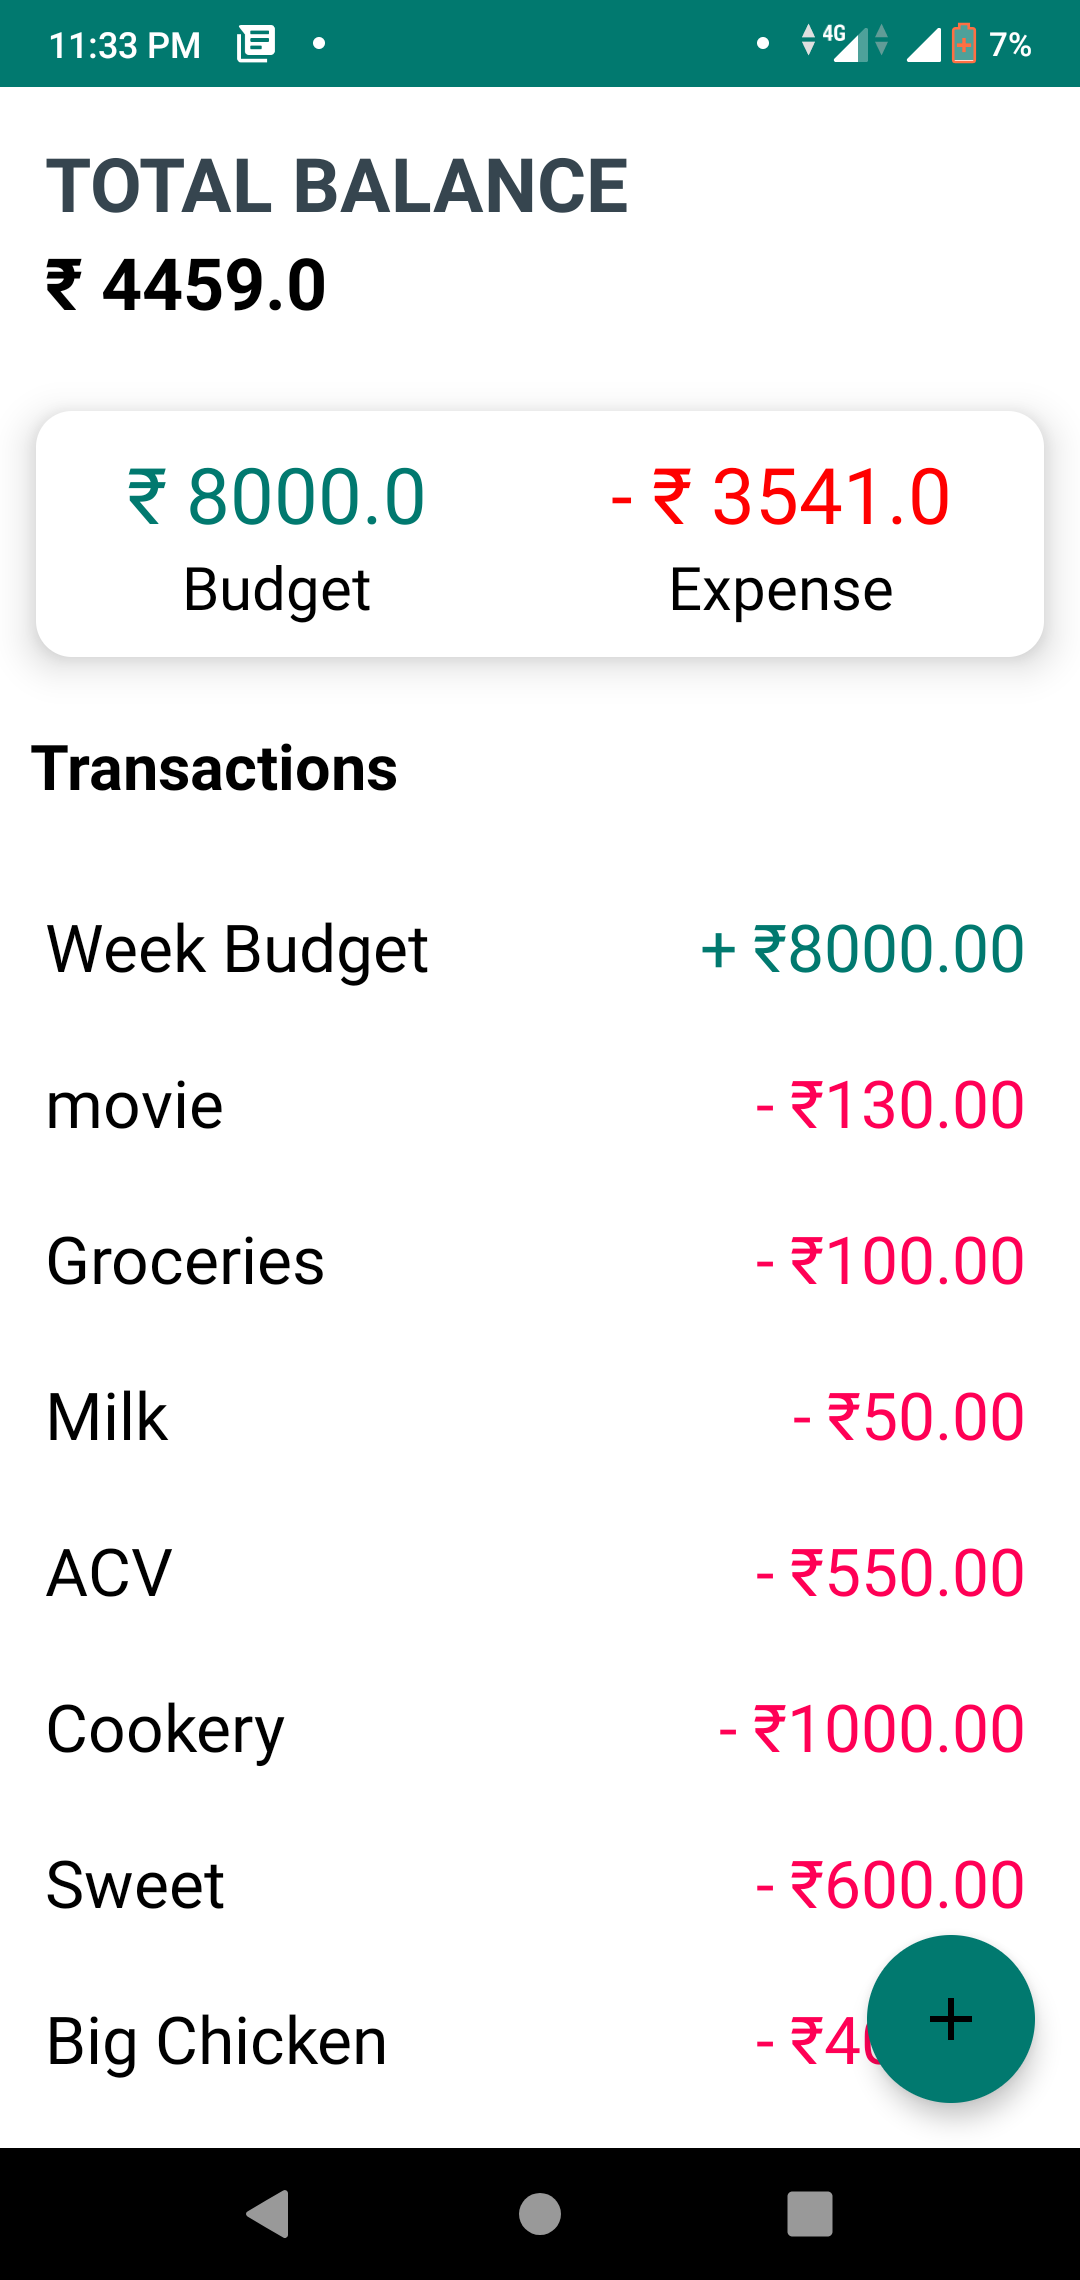 11:33 PM 4G 7%
TOTAL BALANCE
₹ 4459.0
₹ 8000.0 - ₹ 3541.0
Budget Expense
Transactions
Week Budget + ₹8000.00
movie - ₹130.00
Groceries - ₹100.00
Milk - ₹50.00
ACV - ₹550.00
Cookery - ₹1000.00
Sweet - ₹600.00
Big Chicken